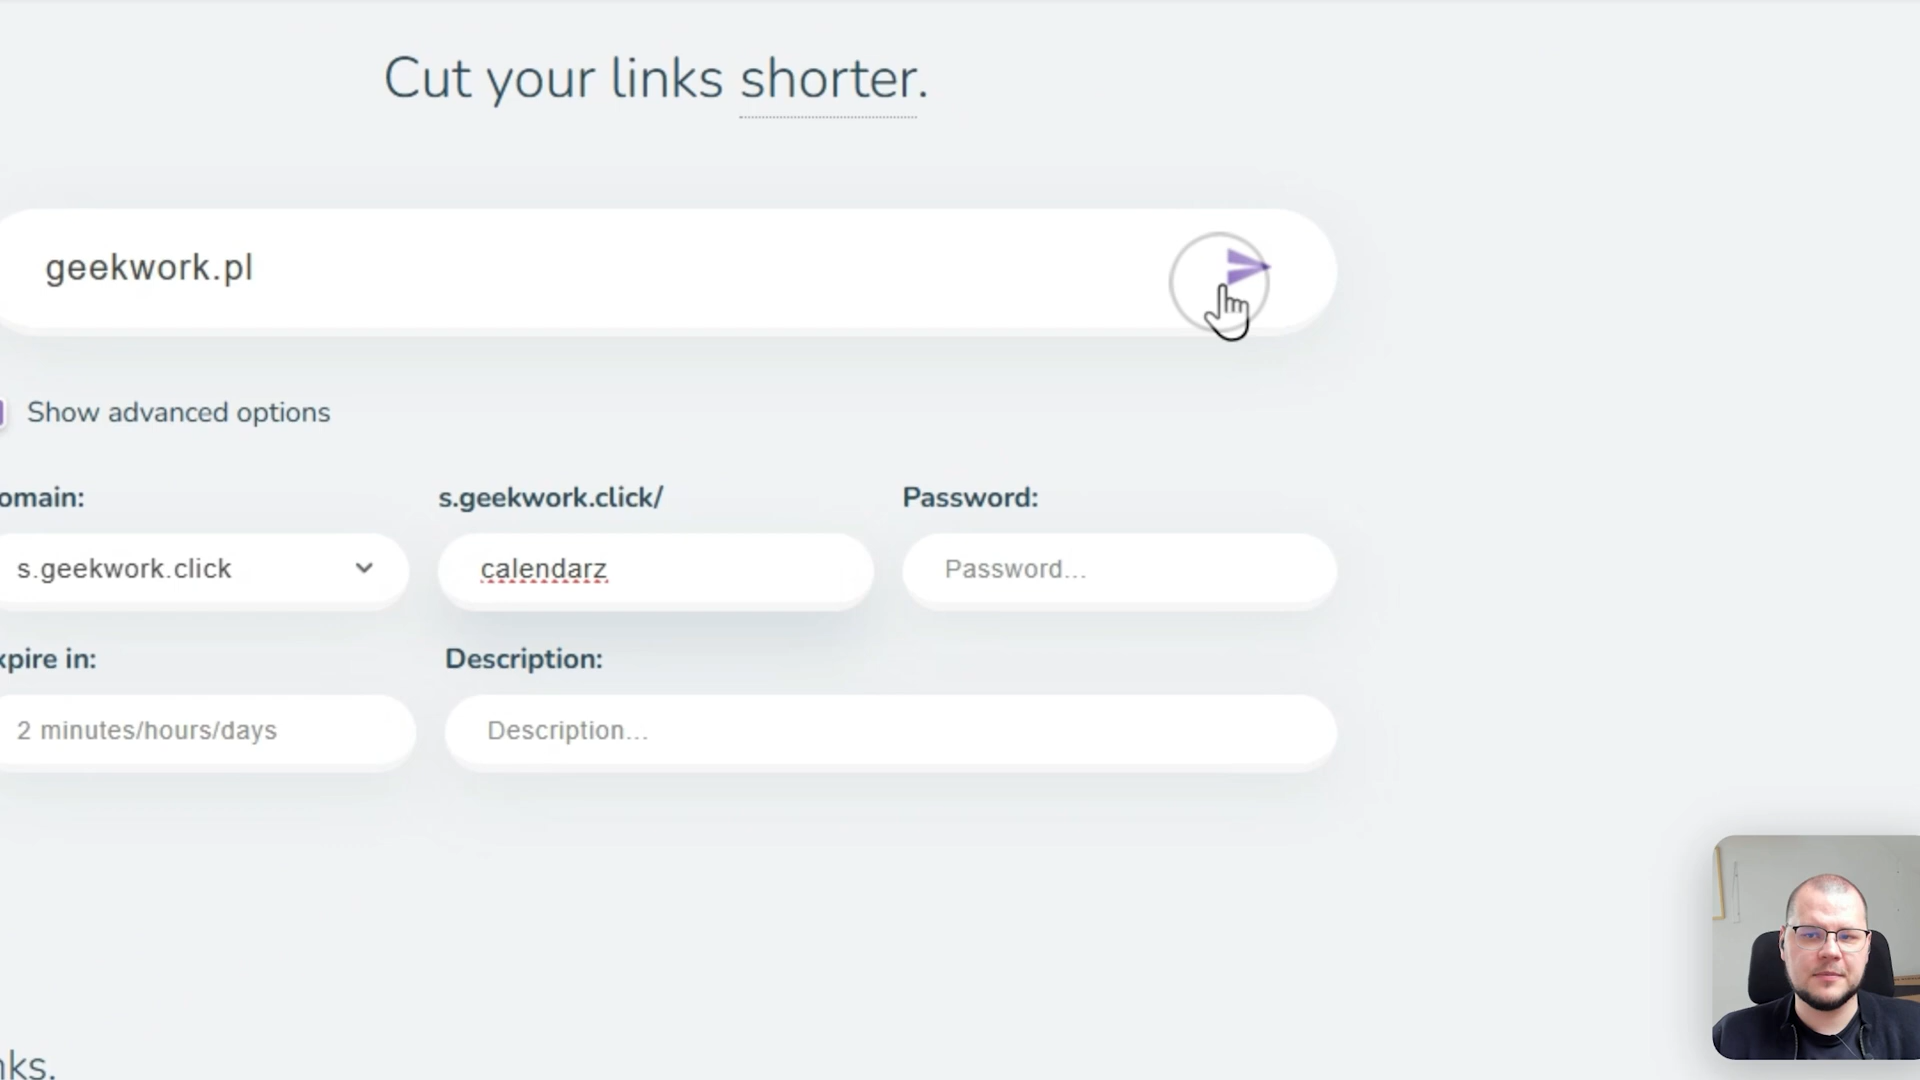 Cut your links shorter.
geekwork.pl
Show advanced options
omain:
s.geekwork.click/
Password:
s.geekwork.click
calendarz
Password...
xpire in:
Description:
2 minutes/hours/days
Description...
nks.